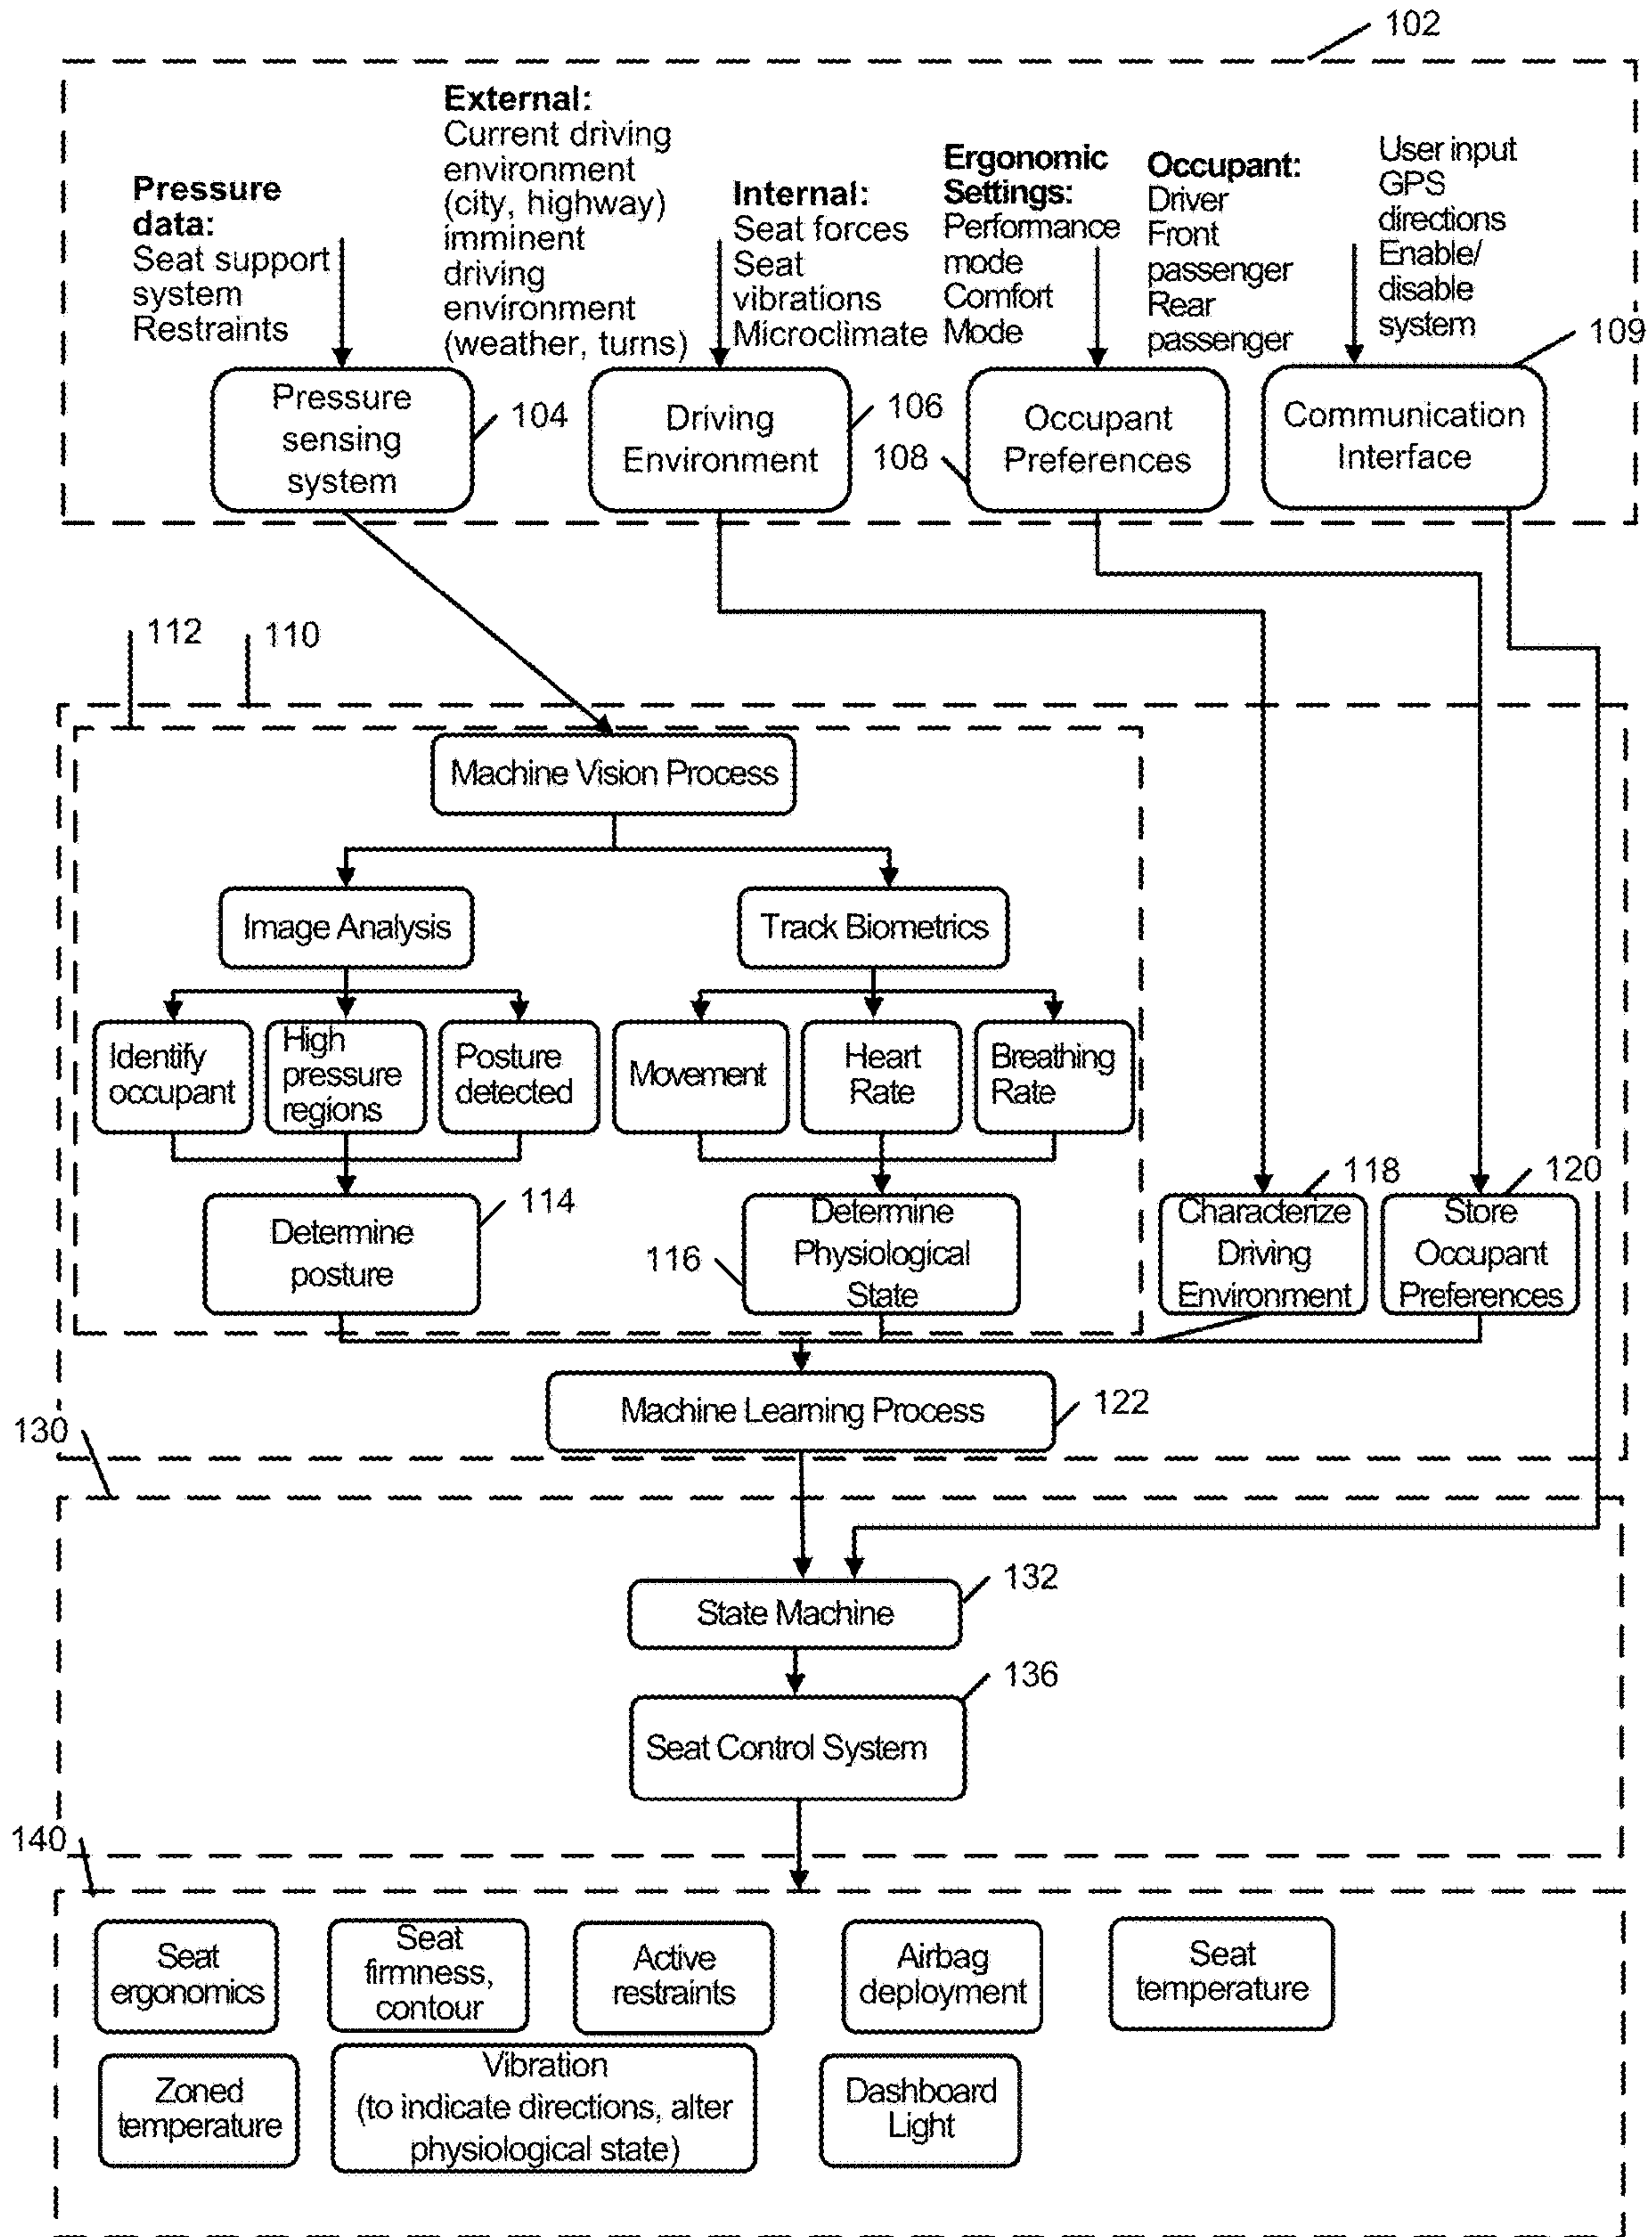 102
External:
Current driving
environment
(city, highway)
imminent
driving
environment
(weather, turns)
Pressure
data:
Seat support
system
Restraints
Internal:
Seat forces
Seat
vibrations
Microclimate
Ergonomic
Settings:
Performance
mode
Comfort
Mode
Occupant:
Driver
Front
passenger
Rear
passenger
User input
GPS
directions
Enable/
disable
system
109
Pressure
sensing
system
104
Driving
Environment
106
108
Occupant
Preferences
Communication
Interface
112
110
Machine Vision Process
Image Analysis
Track Biometrics
Identify
occupant
High
pressure
regions
Posture
detected
Movement
Heart
Rate
Breathing
Rate
Determine
posture
114
116
Determine
Physiological
State
118
Characterize
Driving
Environment
120
Store
Occupant
Preferences
Machine Learning Process
122
130
State Machine
132
136
Seat Control System
140
Seat
ergonomics
Seat
firmness,
contour
Active
restraints
Airbag
deployment
Seat
temperature
Zoned
temperature
Vibration
(to indicate directions, alter
physiological state)
Dashboard
Light